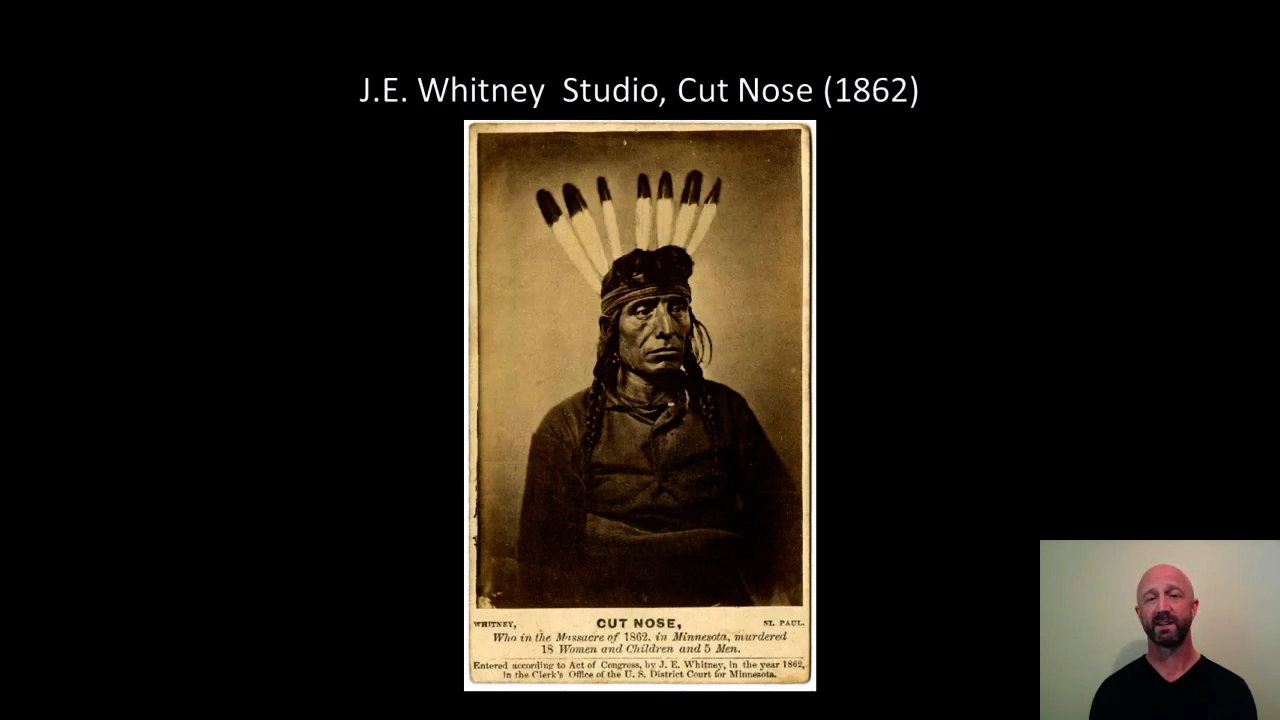 J.E. Whitney Studio, Cut Nose (1862)
WHITNEY, CUT NOSE, ST. PAUL.
Who in the Massacre of 1862, in Minnesota, murdered
18 Women and Children and 5 Men.
Entered according to Act of Congress, by J. E. Whitney, in the year 1862,
in the Clerk's Office of the U. S. District Court for Minnesota.